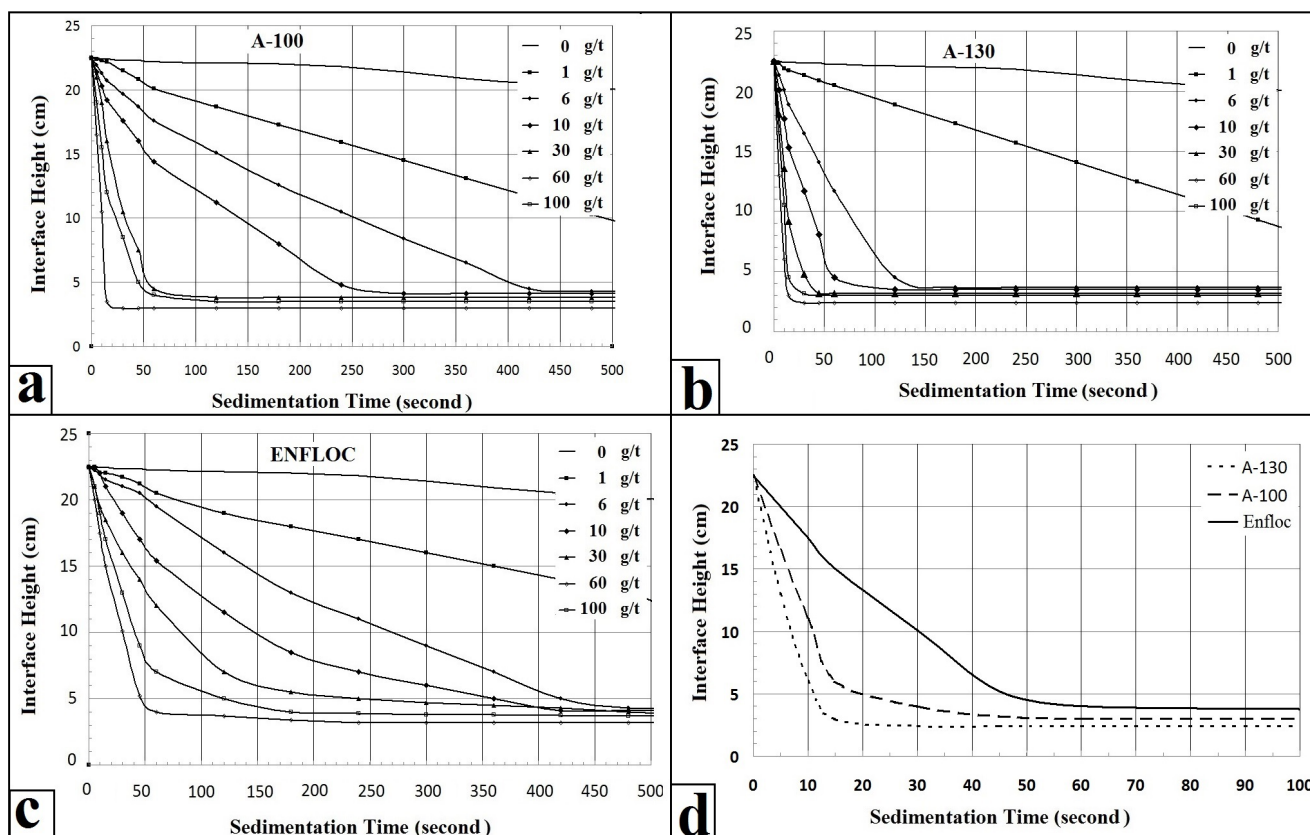 A-100
0 g/t
1 g/t
6 g/t
10 g/t
30 g/t
60 g/t
100 g/t
25
20
15
10
5
0
Interface Height (cm)
0 50 100 150 200 250 300 350 400 450 500
Sedimentation Time (second)
a
A-130
0 g/t
1 g/t
6 g/t
10 g/t
30 g/t
60 g/t
100 g/t
25
20
15
10
5
0
Interface Height (cm)
0 50 100 150 200 250 300 350 400 450 500
Sedimentation Time (second)
b
ENFLOC
0 g/t
1 g/t
6 g/t
10 g/t
30 g/t
60 g/t
100 g/t
25
20
15
10
5
0
Interface Height (cm)
0 50 100 150 200 250 300 350 400 450 500
Sedimentation Time (second)
c
A-130
A-100
Enfloc
25
20
15
10
5
0
Interface Height (cm)
0 10 20 30 40 50 60 70 80 90 100
Sedimentation Time (second)
d